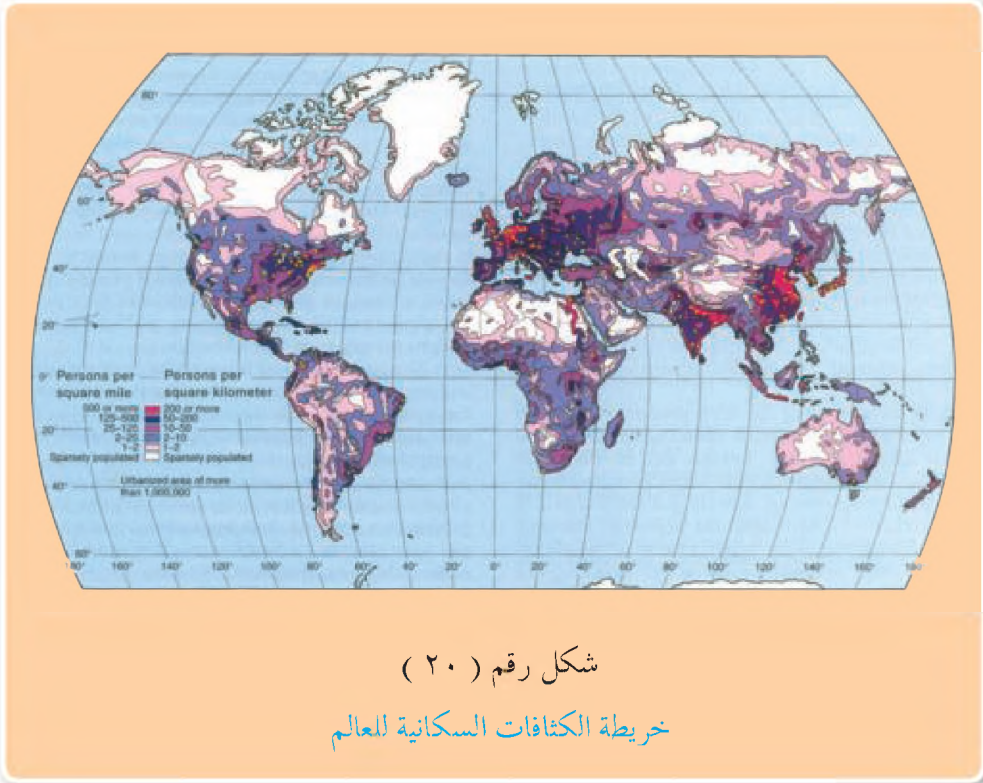 80°
60°
40°
20°
0°
20°
40°
60°
Persons per square mile
Persons per square kilometer
500 or more 200 or more
125-500 50-200
25-125 10-50
2-25 2-10
1-2 1-2
Sparsely populated Sparsely populated
Urbanized area of more
than 1,000,000
180° 160° 120° 100° 80° 60° 40° 20° 0° 20° 40° 60° 80° 100° 120° 140° 160° 180
شكل رقم ( ٢٠ )
خريطة الكثافات السكانية للعالم